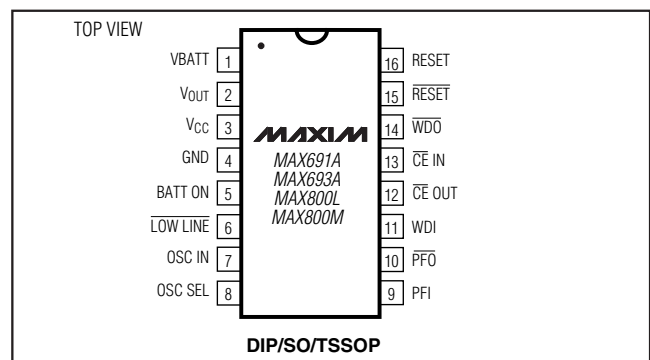 TOP VIEW
VBATT 1
VOUT 2
VCC 3
GND 4
BATT ON 5
LOW LINE 6
OSC IN 7
OSC SEL 8
MAXIM
MAX691A
MAX693A
MAX800L
MAX800M
16 RESET
15 RESET
14 WDO
13 CE IN
12 CE OUT
11 WDI
10 PFO
9 PFI
DIP/SO/TSSOP